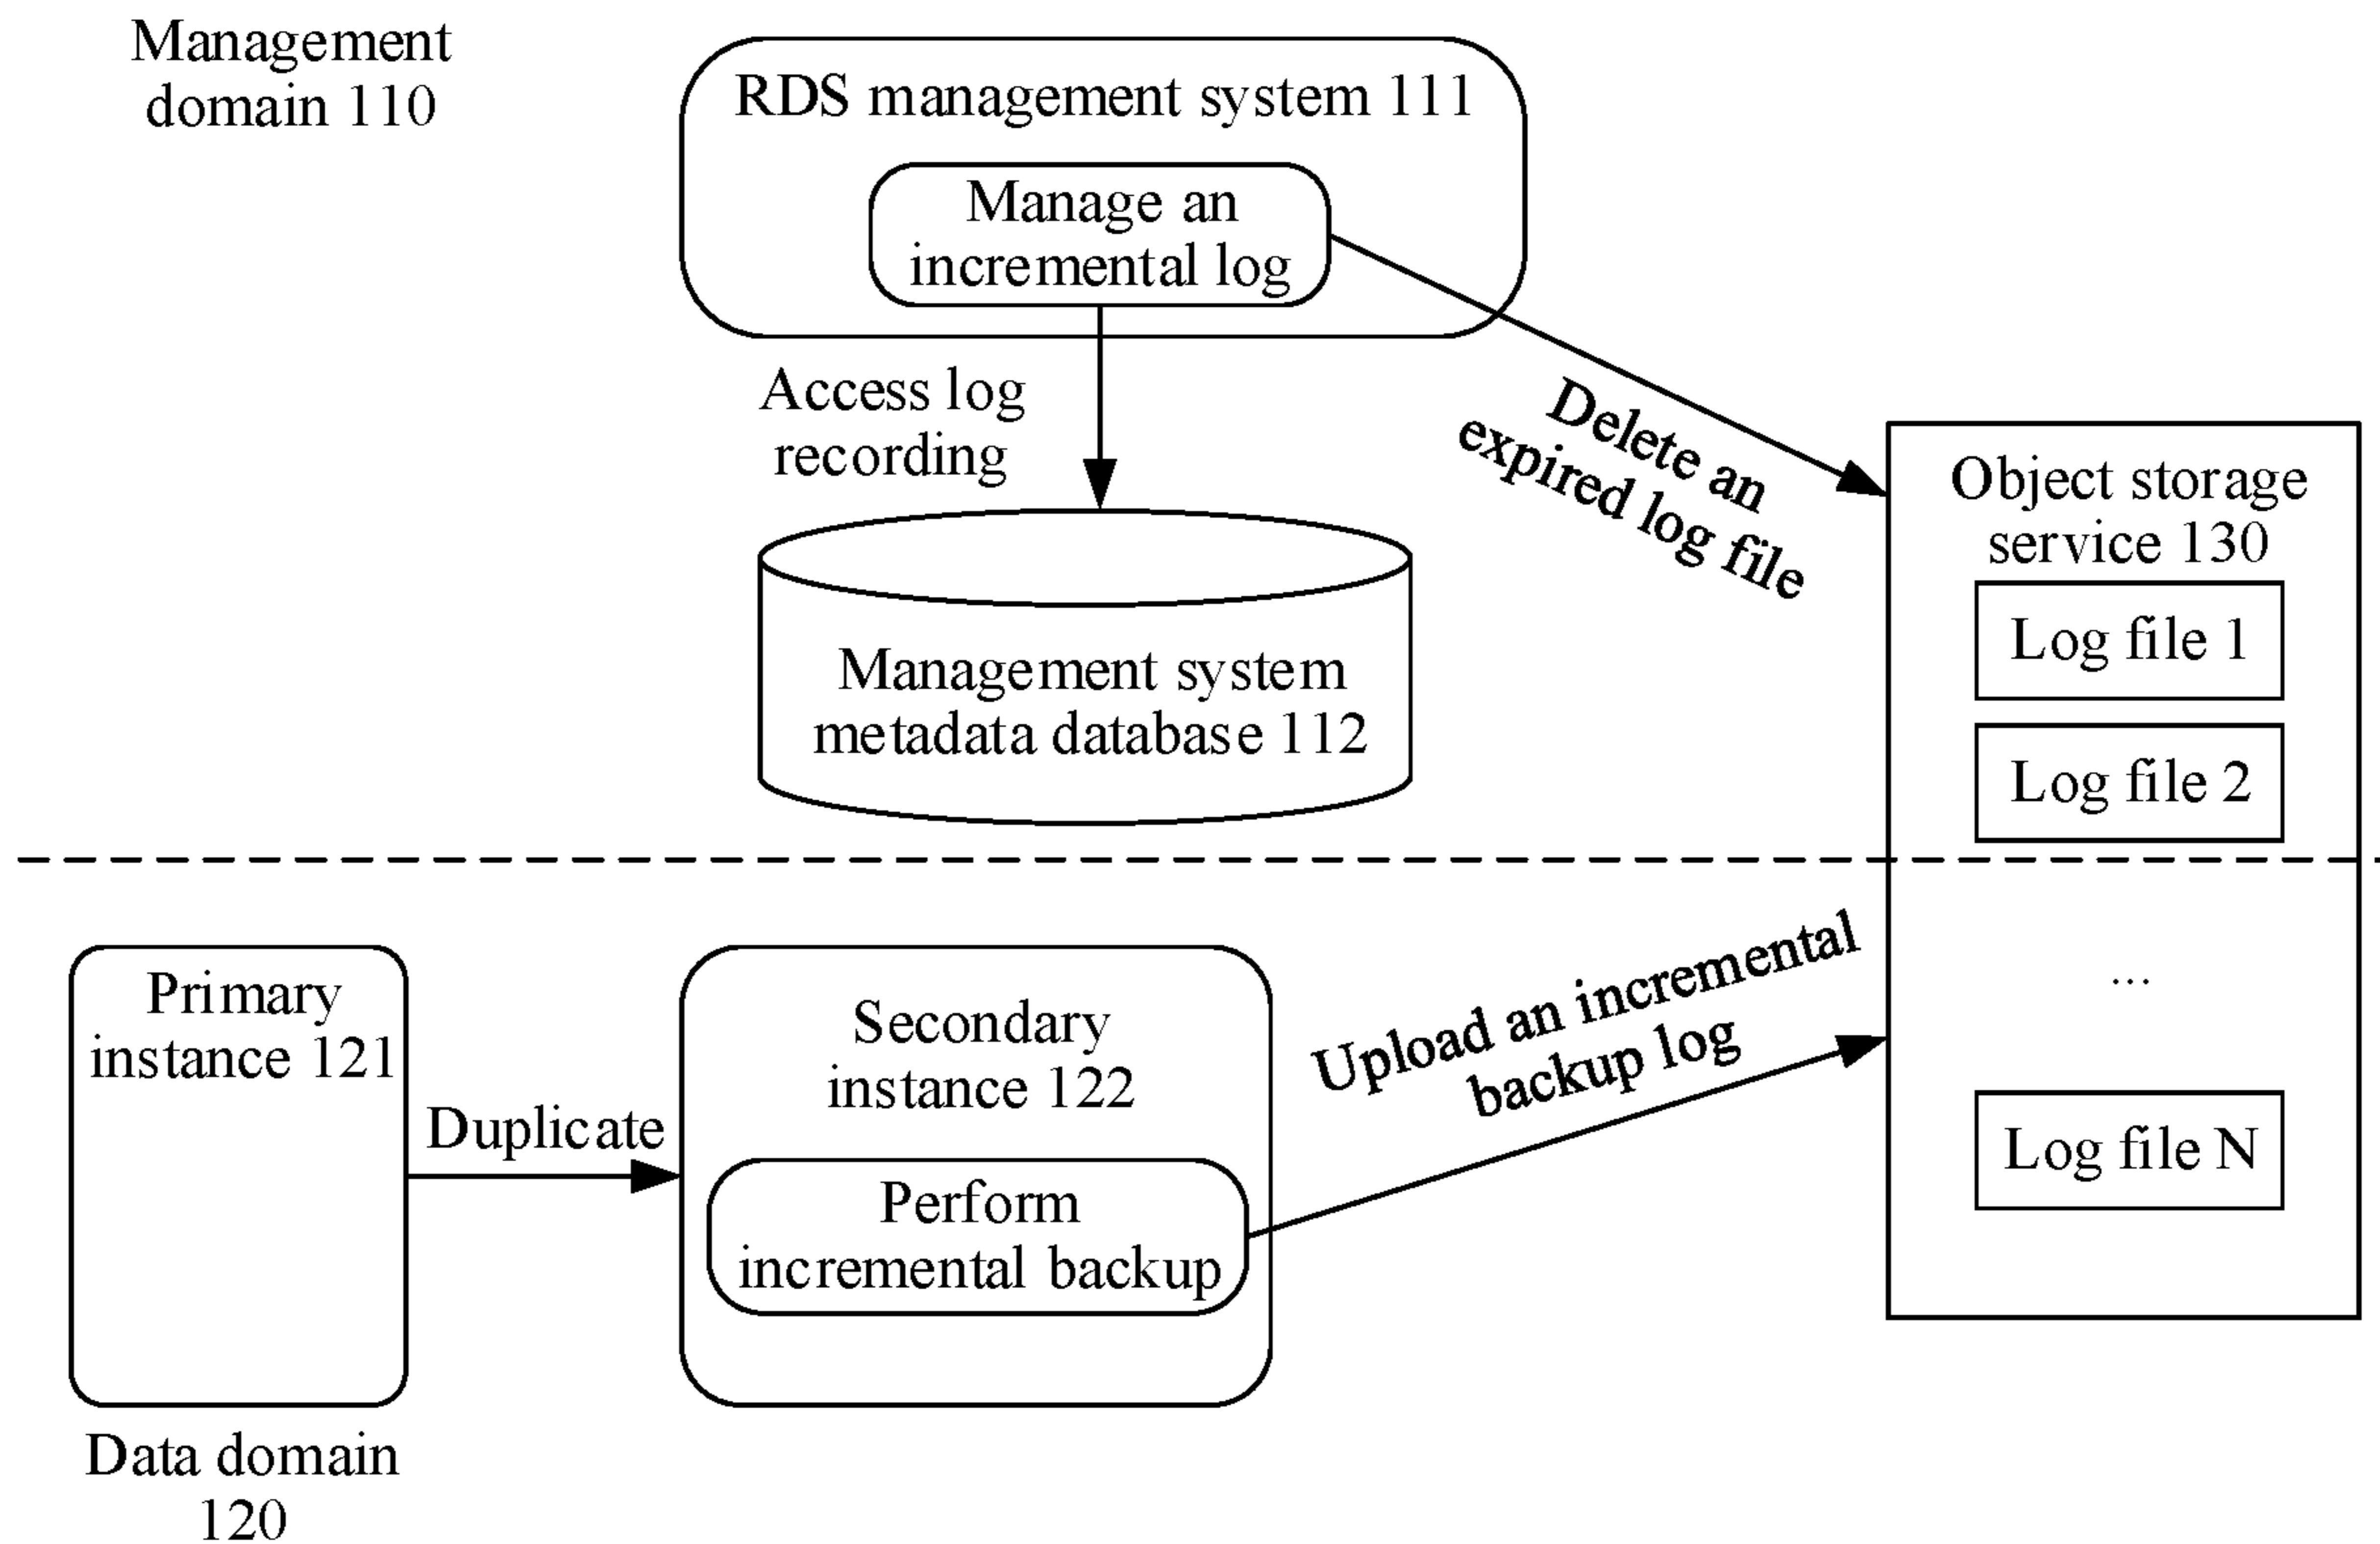 Management
domain 110
RDS management system 111
Manage an
incremental log
Access log
recording
Delete an
expired log file
Management system
metadata database 112
Object storage
service 130
Log file 1
Log file 2
...
Log file N
Primary
instance 121
Duplicate
Secondary
instance 122
Perform
incremental backup
Upload an incremental
backup log
Data domain
120